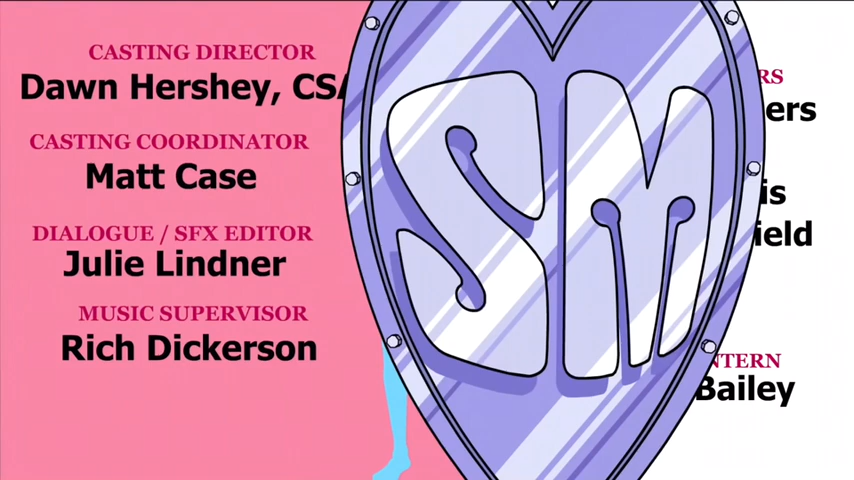 CASTING DIRECTOR
Dawn Hershey, CSA
CASTING COORDINATOR
Matt Case
DIALOGUE / SFX EDITOR
Julie Lindner
MUSIC SUPERVISOR
Rich Dickerson
SM
Bailey